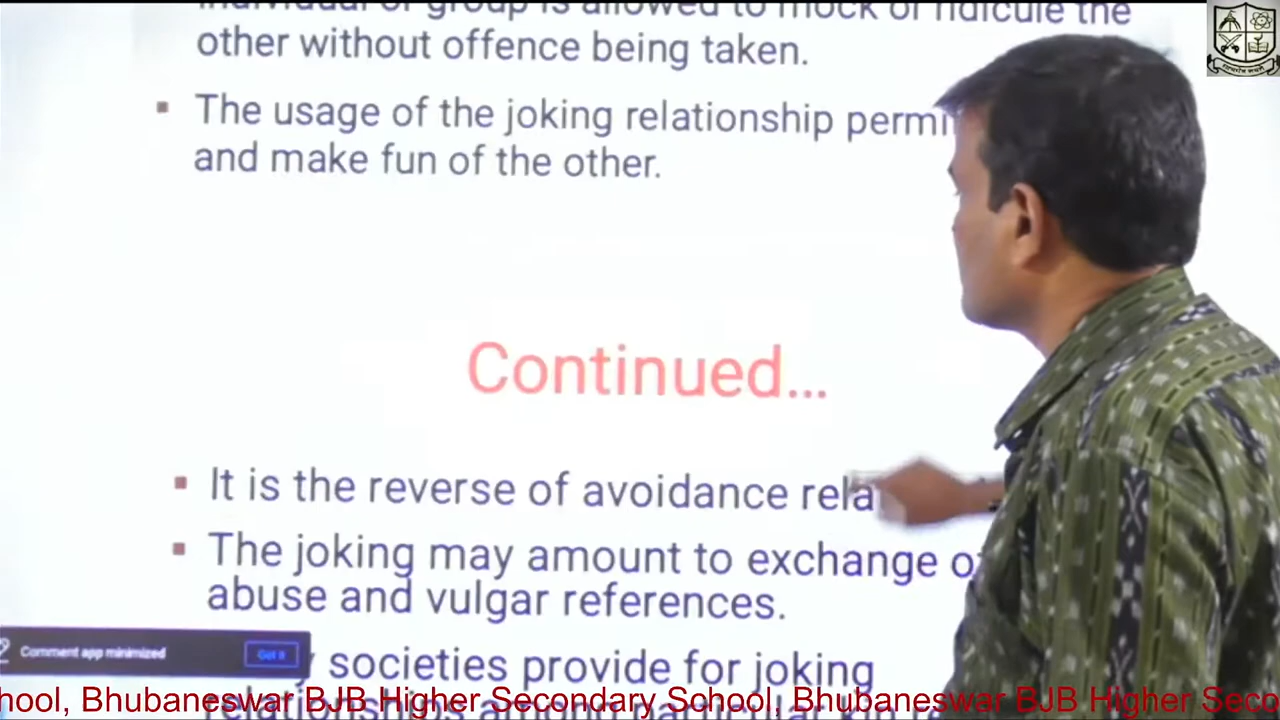 individual or group is allowed to mock or ridicule the
other without offence being taken.
▪ The usage of the joking relationship permi
and make fun of the other.
Continued...
▪ It is the reverse of avoidance rela
▪ The joking may amount to exchange o
abuse and vulgar references.
societies provide for joking
Comment app minimized
Got it
hool, Bhubaneswar BJB Higher Secondary School, Bhubaneswar BJB Higher Seco